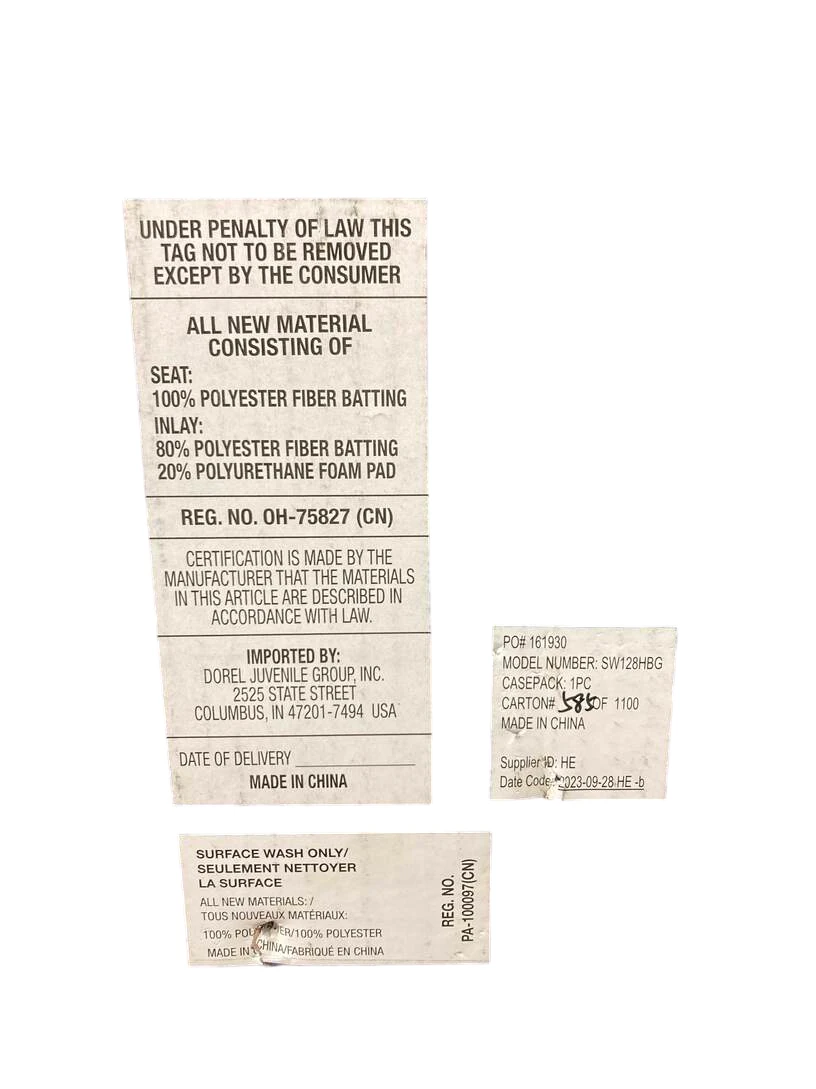 UNDER PENALTY OF LAW THIS
TAG NOT TO BE REMOVED
EXCEPT BY THE CONSUMER
ALL NEW MATERIAL
CONSISTING OF
SEAT:
100% POLYESTER FIBER BATTING
INLAY:
80% POLYESTER FIBER BATTING
20% POLYURETHANE FOAM PAD
REG. NO. OH-75827 (CN)
CERTIFICATION IS MADE BY THE
MANUFACTURER THAT THE MATERIALS
IN THIS ARTICLE ARE DESCRIBED IN
ACCORDANCE WITH LAW.
IMPORTED BY:
DOREL JUVENILE GROUP, INC.
2525 STATE STREET
COLUMBUS, IN 47201-7494 USA
DATE OF DELIVERY
MADE IN CHINA
PO# 161930
MODEL NUMBER: SW128HBG
CASEPACK: 1PC
CARTON# OF 1100
MADE IN CHINA
Supplier ID: HE
Date Code: 2023-09-28 HE -b
SURFACE WASH ONLY/
SEULEMENT NETTOYER
LA SURFACE
ALL NEW MATERIALS: /
TOUS NOUVEAUX MATÉRIAUX:
100% /100% POLYESTER
MADE IN CHINA/FABRIQUÉ EN CHINA
REG. NO.
PA-100097(CN)